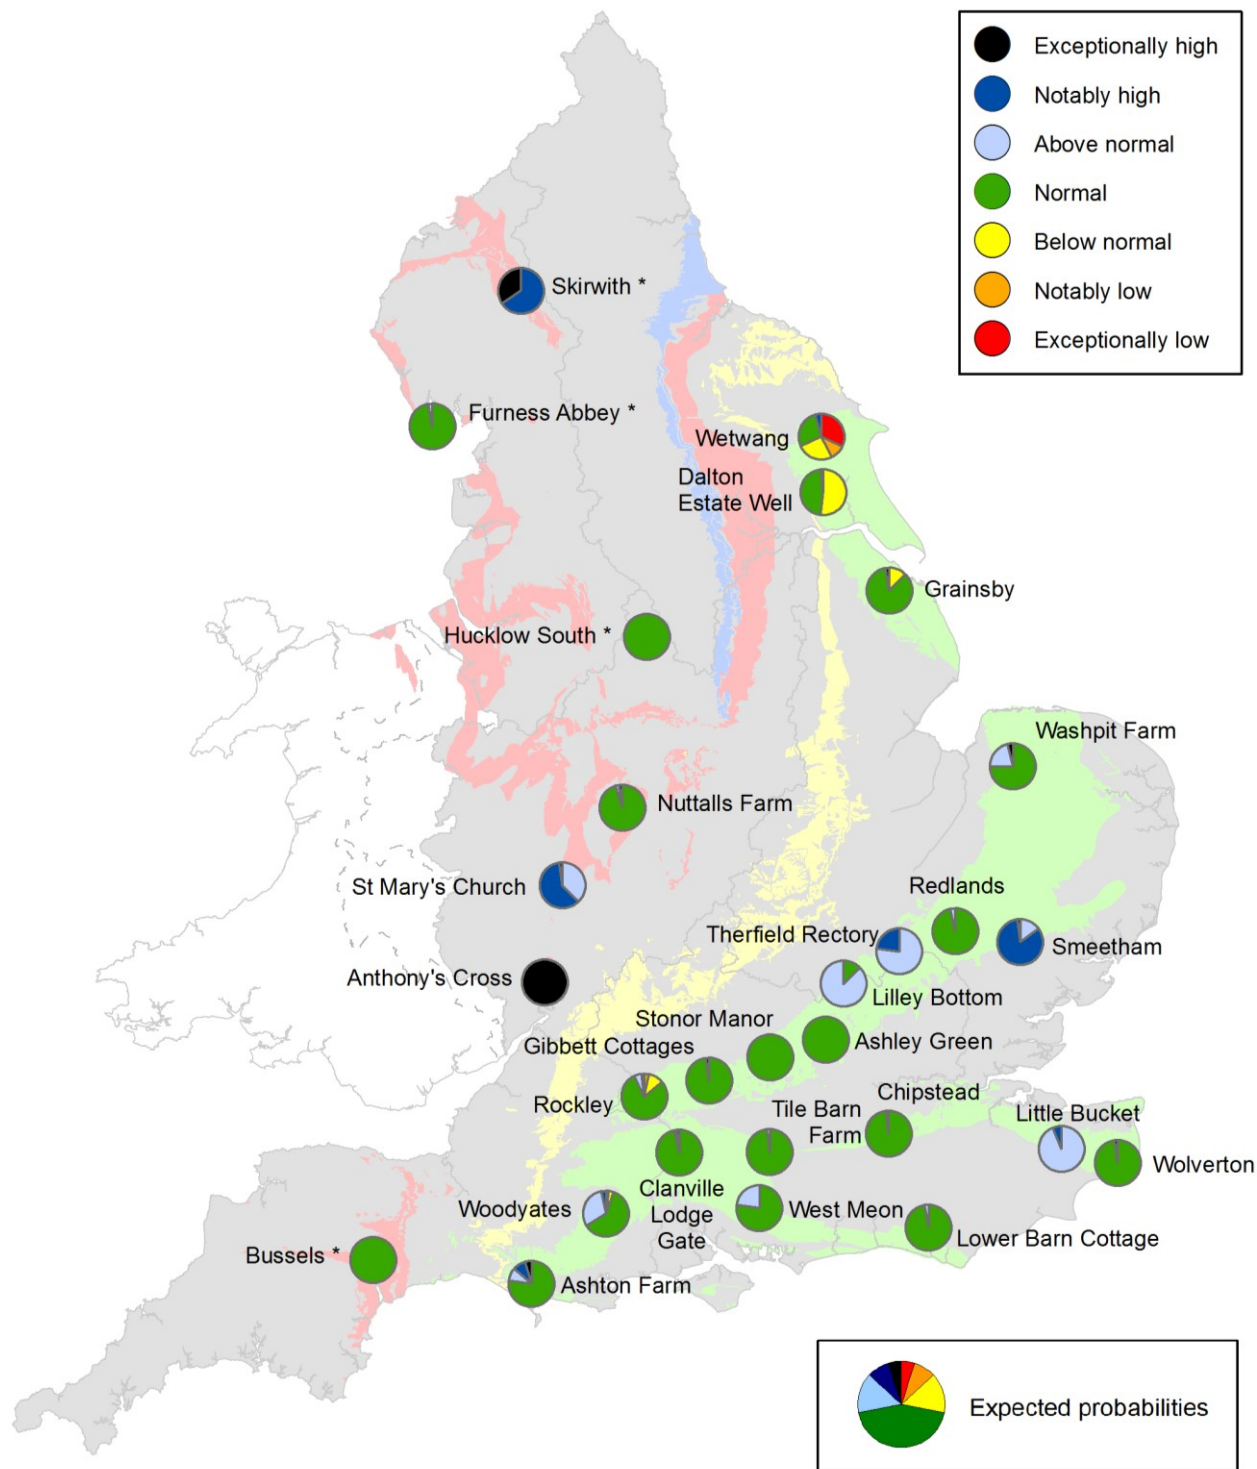 Exceptionally high
Notably high
Above normal
Normal
Below normal
Notably low
Exceptionally low
Skirwith *
Furness Abbey *
Wetwang
Dalton
Estate Well
Grainsby
Hucklow South *
Washpit Farm
Nuttalls Farm
St Mary's Church
Redlands
Therfield Rectory
Smeetham
Anthony's Cross
Lilley Bottom
Stonor Manor
Ashley Green
Gibbett Cottages
Chipstead
Rockley
Tile Barn
Farm
Little Bucket
Wolverton
Clanville
Lodge
Gate
Woodyates
West Meon
Lower Barn Cottage
Bussels *
Ashton Farm
Expected probabilities